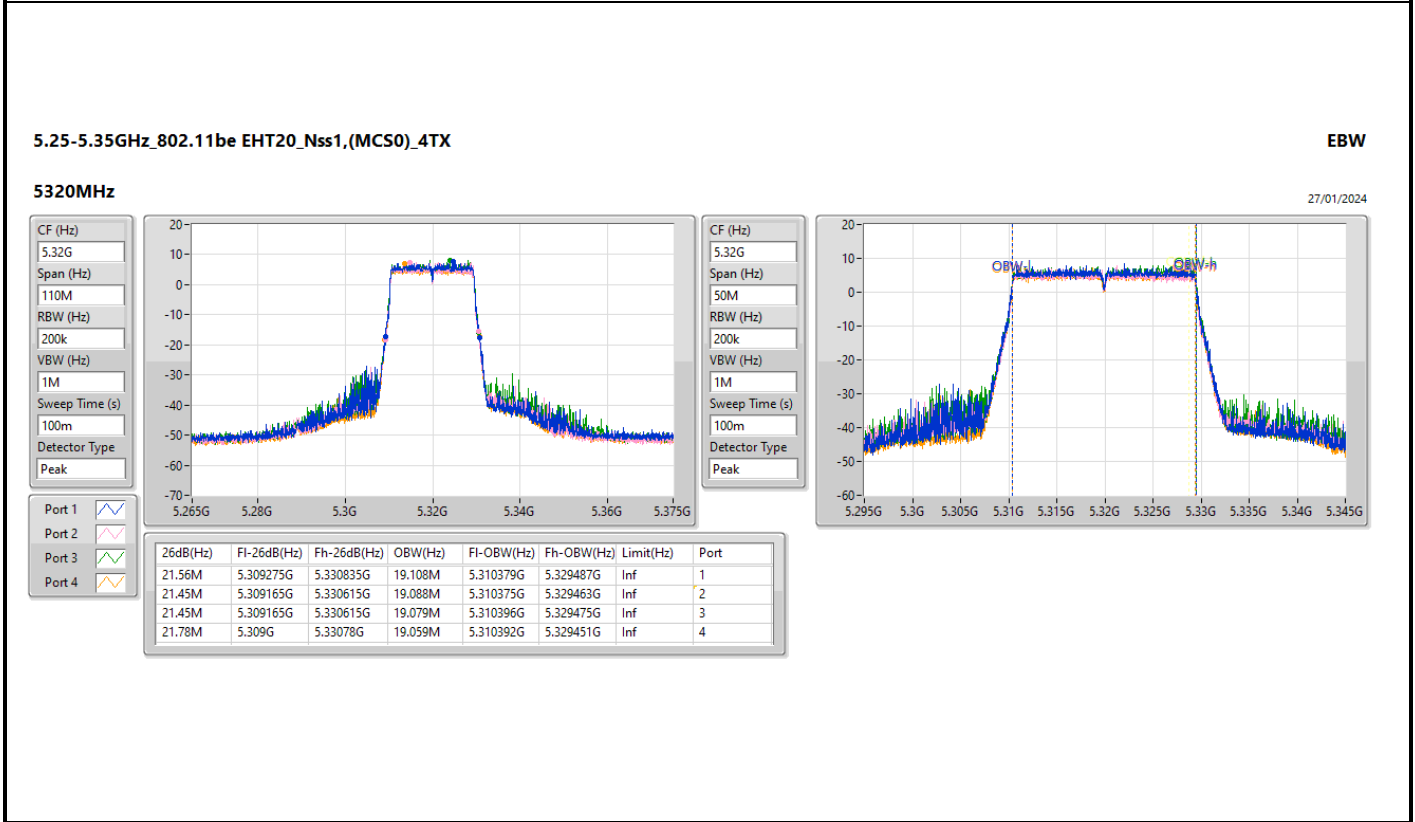 5.25-5.35GHz_802.11be EHT20_Nss1,(MCS0)_4TX
EBW
5320MHz
27/01/2024
CF (Hz)
5.32G
Span (Hz)
110M
RBW (Hz)
200k
VBW (Hz)
1M
Sweep Time (s)
100m
Detector Type
Peak
20
10
0
-10
-20
-30
-40
-50
-60
-70
5.265G 5.28G 5.3G 5.32G 5.34G 5.36G 5.375G
CF (Hz)
5.32G
Span (Hz)
50M
RBW (Hz)
200k
VBW (Hz)
1M
Sweep Time (s)
100m
Detector Type
Peak
20
10
0
-10
-20
-30
-40
-50
-60
OBW-l OBW-h
5.295G 5.3G 5.305G 5.31G 5.315G 5.32G 5.325G 5.33G 5.335G 5.34G 5.345G
Port 1
Port 2
Port 3
Port 4
26dB(Hz) Fl-26dB(Hz) Fh-26dB(Hz) OBW(Hz) Fl-OBW(Hz) Fh-OBW(Hz) Limit(Hz) Port
21.56M 5.309275G 5.330835G 19.108M 5.310379G 5.329487G Inf 1
21.45M 5.309165G 5.330615G 19.088M 5.310375G 5.329463G Inf 2
21.45M 5.309165G 5.330615G 19.079M 5.310396G 5.329475G Inf 3
21.78M 5.309G 5.33078G 19.059M 5.310392G 5.329451G Inf 4